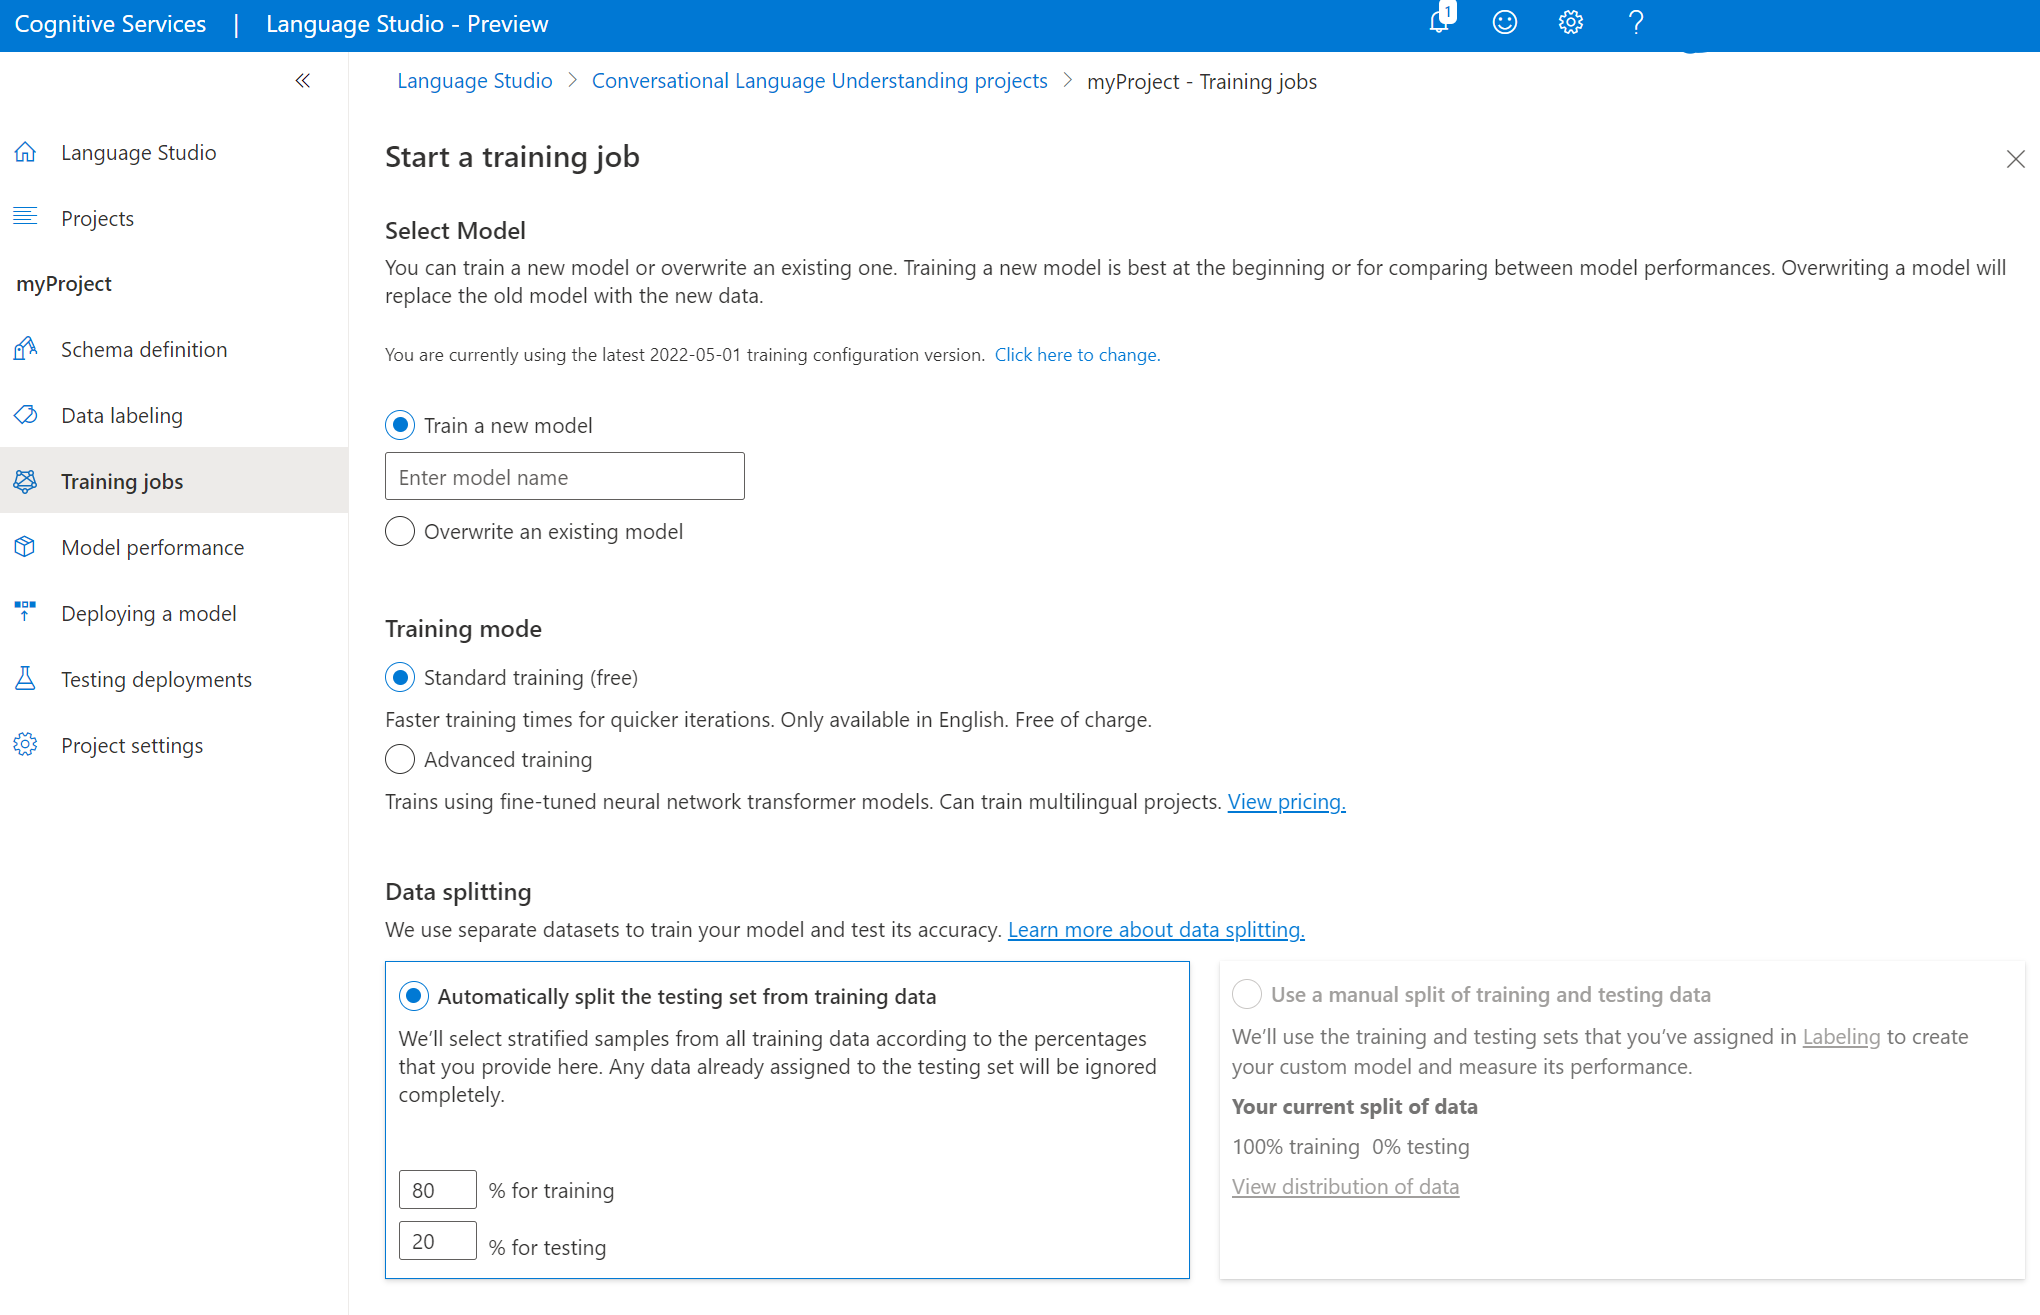 Cognitive Services | Language Studio - Preview
1
Language Studio > Conversational Language Understanding projects > myProject - Training jobs
Language Studio
Projects
myProject
Schema definition
Data labeling
Training jobs
Model performance
Deploying a model
Testing deployments
Project settings
Start a training job
Select Model
You can train a new model or overwrite an existing one. Training a new model is best at the beginning or for comparing between model performances. Overwriting a model will
replace the old model with the new data.
You are currently using the latest 2022-05-01 training configuration version. Click here to change.
Train a new model
Enter model name
Overwrite an existing model
Training mode
Standard training (free)
Faster training times for quicker iterations. Only available in English. Free of charge.
Advanced training
Trains using fine-tuned neural network transformer models. Can train multilingual projects. View pricing.
Data splitting
We use separate datasets to train your model and test its accuracy. Learn more about data splitting.
Automatically split the testing set from training data
We'll select stratified samples from all training data according to the percentages
that you provide here. Any data already assigned to the testing set will be ignored
completely.
80 % for training
20 % for testing
Use a manual split of training and testing data
We'll use the training and testing sets that you've assigned in Labeling to create
your custom model and measure its performance.
Your current split of data
100% training 0% testing
View distribution of data